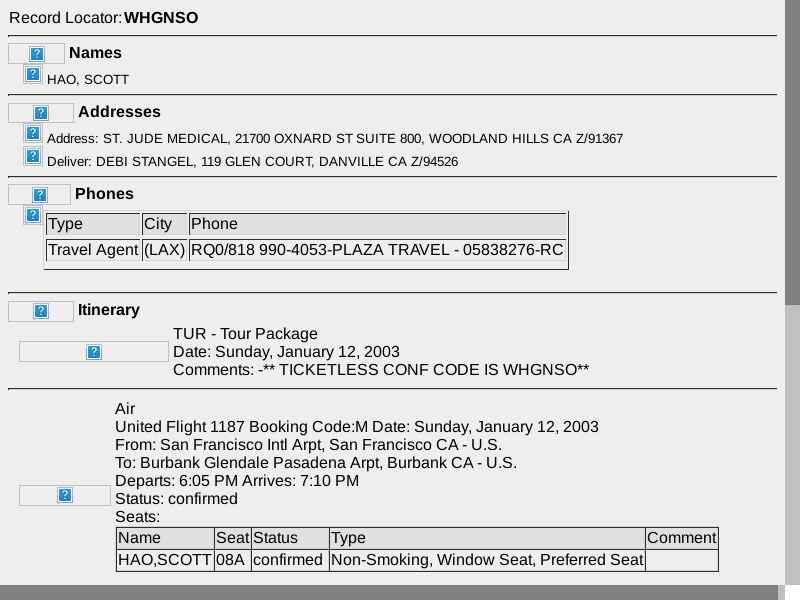 Record Locator: WHGNSO
Names
HAO, SCOTT
Addresses
Address: ST. JUDE MEDICAL, 21700 OXNARD ST SUITE 800, WOODLAND HILLS CA Z/91367
Deliver: DEBI STANGEL, 119 GLEN COURT, DANVILLE CA Z/94526
Phones
Type City Phone
Travel Agent (LAX) RQ0/818 990-4053-PLAZA TRAVEL - 05838276-RC
Itinerary
TUR - Tour Package
Date: Sunday, January 12, 2003
Comments: -** TICKETLESS CONF CODE IS WHGNSO**
Air
United Flight 1187 Booking Code:M Date: Sunday, January 12, 2003
From: San Francisco Intl Arpt, San Francisco CA - U.S.
To: Burbank Glendale Pasadena Arpt, Burbank CA - U.S.
Departs: 6:05 PM Arrives: 7:10 PM
Status: confirmed
Seats:
Name Seat Status Type Comment
HAO,SCOTT 08A confirmed Non-Smoking, Window Seat, Preferred Seat